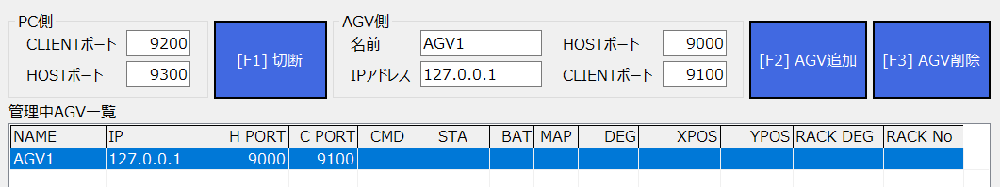 PC側
CLIENTポート 9200
HOSTポート 9300
[F1] 切断
AGV側
名前 AGV1 HOSTポート 9000
IPアドレス 127.0.0.1 CLIENTポート 9100
[F2] AGV追加
[F3] AGV削除
管理中AGV一覧
NAME IP H PORT C PORT CMD STA BAT MAP DEG XPOS YPOS RACK DEG RACK No
AGV1 127.0.0.1 9000 9100